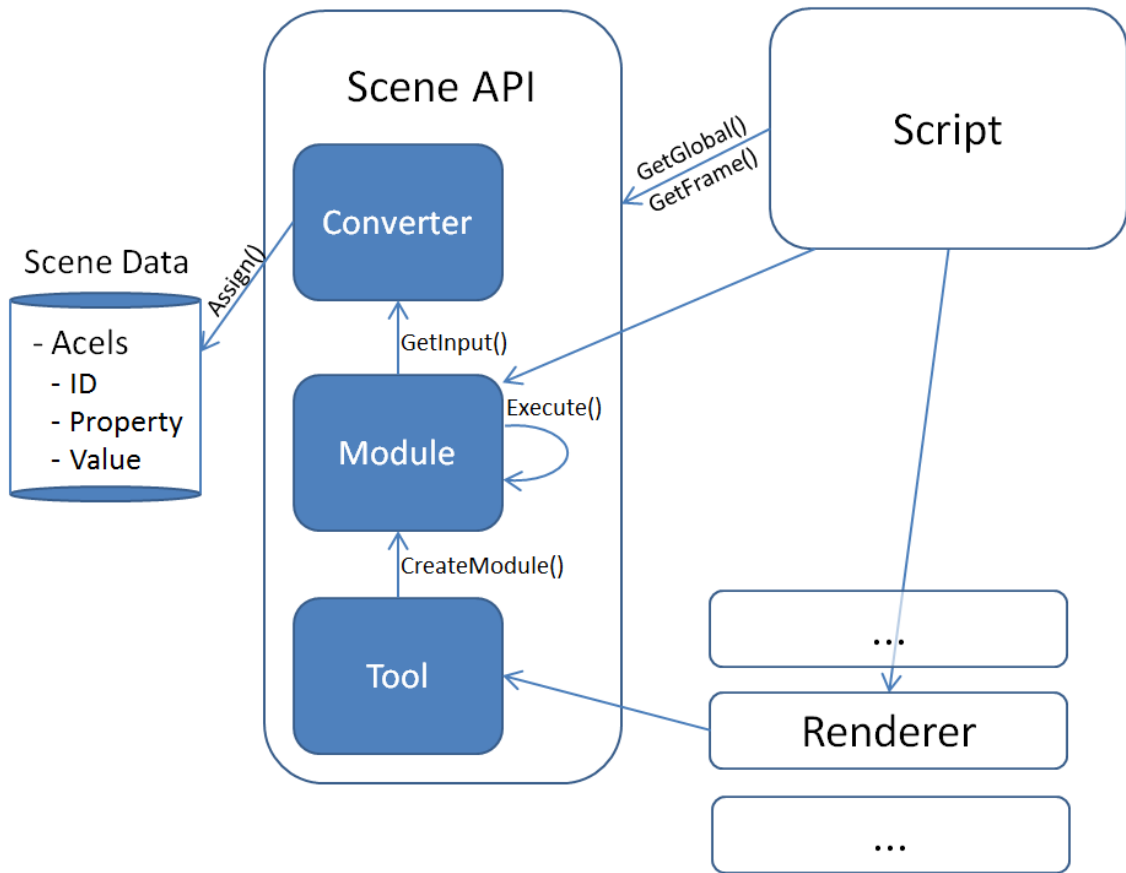 Scene API
Script
GetGlobal()
GetFrame()
Converter
Assign()
Scene Data
- Acels
- ID
- Property
- Value
GetInput()
Execute()
Module
CreateModule()
Tool
...
Renderer
...